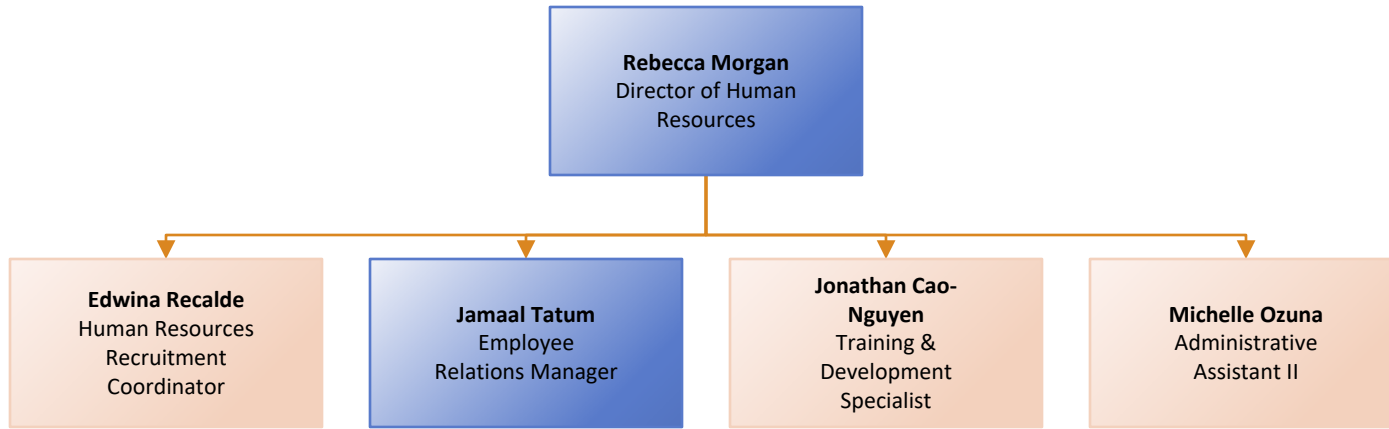 Rebecca Morgan
Director of Human
Resources
Edwina Recalde
Human Resources
Recruitment
Coordinator
Jamaal Tatum
Employee
Relations Manager
Jonathan Cao-
Nguyen
Training &
Development
Specialist
Michelle Ozuna
Administrative
Assistant II